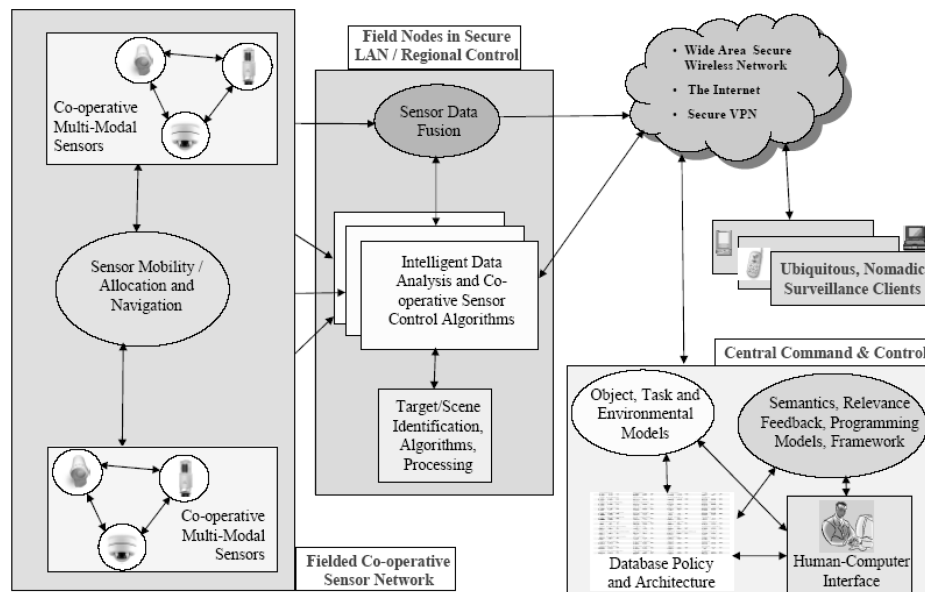 Co-operative
Multi-Modal
Sensors
Sensor Mobility /
Allocation and
Navigation
Co-operative
Multi-Modal
Sensors
Fielded Co-operative
Sensor Network
Field Nodes in Secure
LAN / Regional Control
Sensor Data
Fusion
Intelligent Data
Analysis and Co-
operative Sensor
Control Algorithms
Target/Scene
Identification,
Algorithms,
Processing
• Wide Area Secure
Wireless Network
• The Internet
• Secure VPN
Ubiquitous, Nomadic
Surveillance Clients
Central Command & Control
Object, Task and
Environmental
Models
Semantics, Relevance
Feedback, Programming
Models, Framework
Database Policy
and Architecture
Human-Computer
Interface